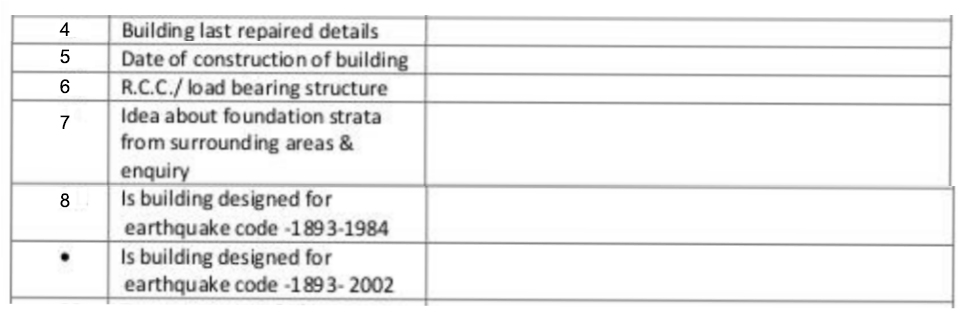 4 Building last repaired details
5 Date of construction of building
6 R.C.C./ load bearing structure
7 Idea about foundation strata
from surrounding areas &
enquiry
8 Is building designed for
earthquake code -1893-1984
• Is building designed for
earthquake code -1893- 2002